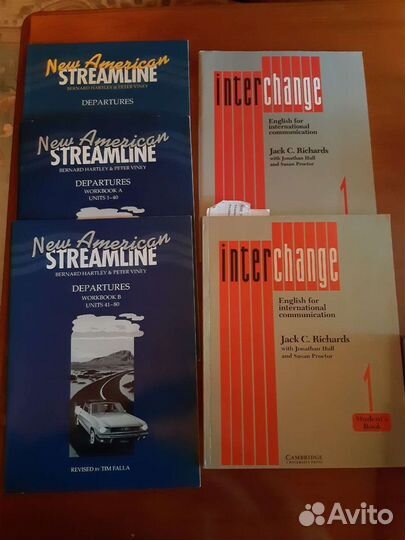 New American
STREAMLINE
BERNARD HARTLEY & PETER VINEY
DEPARTURES
New American
STREAMLINE
BERNARD HARTLEY & PETER VINEY
DEPARTURES
WORKBOOK A
UNITS 1–40
New American
STREAMLINE
BERNARD HARTLEY & PETER VINEY
DEPARTURES
WORKBOOK B
UNITS 41–80
REVISED BY TIM FALLA
interchange
English for
international
communication
Jack C. Richards
with Jonathan Hull
and Susan Proctor
1
interchange
English for
international
communication
Jack C. Richards
with Jonathan Hull
and Susan Proctor
1
Student's
Book
CAMBRIDGE
UNIVERSITY PRESS
Avito